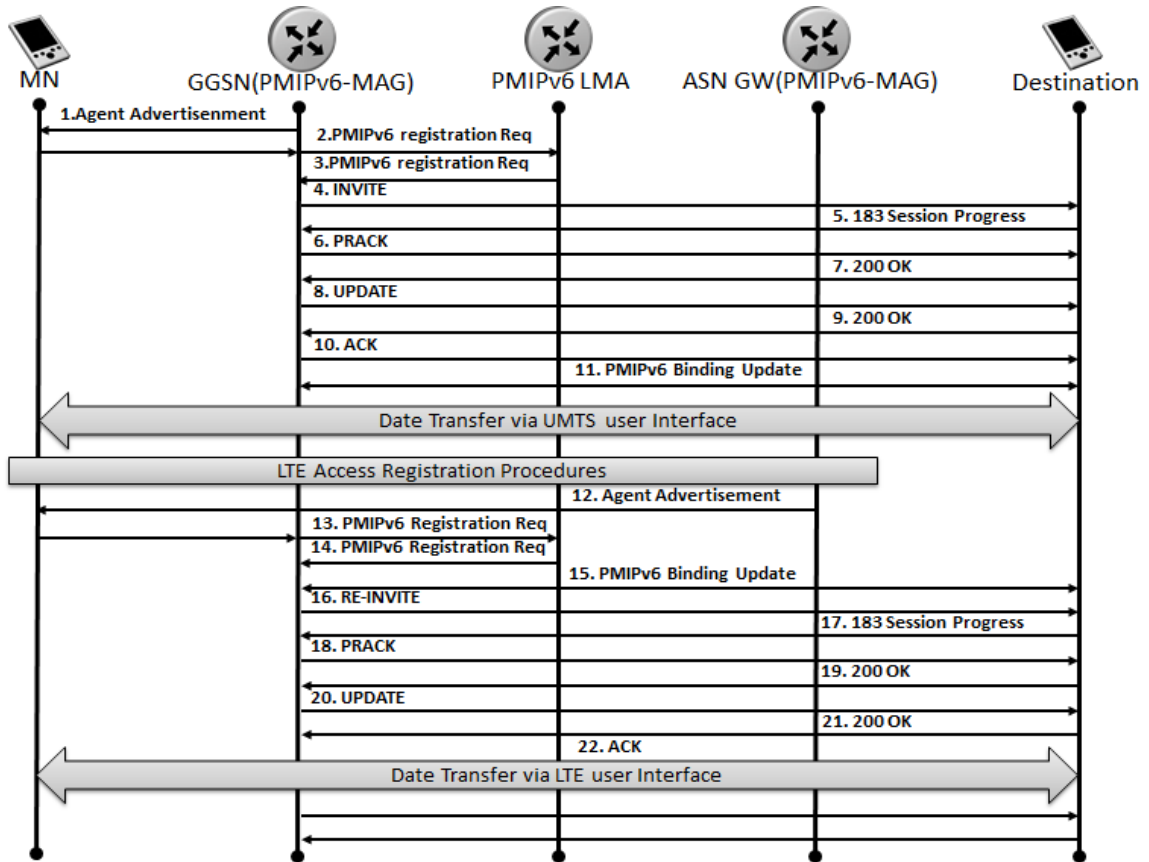 MN
GGSN(PMIPv6-MAG)
PMIPv6 LMA
ASN GW(PMIPv6-MAG)
Destination
1.Agent Advertisenment
2.PMIPv6 registration Req
3.PMIPv6 registration Req
4. INVITE
5. 183 Session Progress
6. PRACK
7. 200 OK
8. UPDATE
9. 200 OK
10. ACK
11. PMIPv6 Binding Update
Date Transfer via UMTS user Interface
LTE Access Registration Procedures
12. Agent Advertisement
13. PMIPv6 Registration Req
14. PMIPv6 Registration Req
15. PMIPv6 Binding Update
16. RE-INVITE
17. 183 Session Progress
18. PRACK
19. 200 OK
20. UPDATE
21. 200 OK
22. ACK
Date Transfer via LTE user Interface